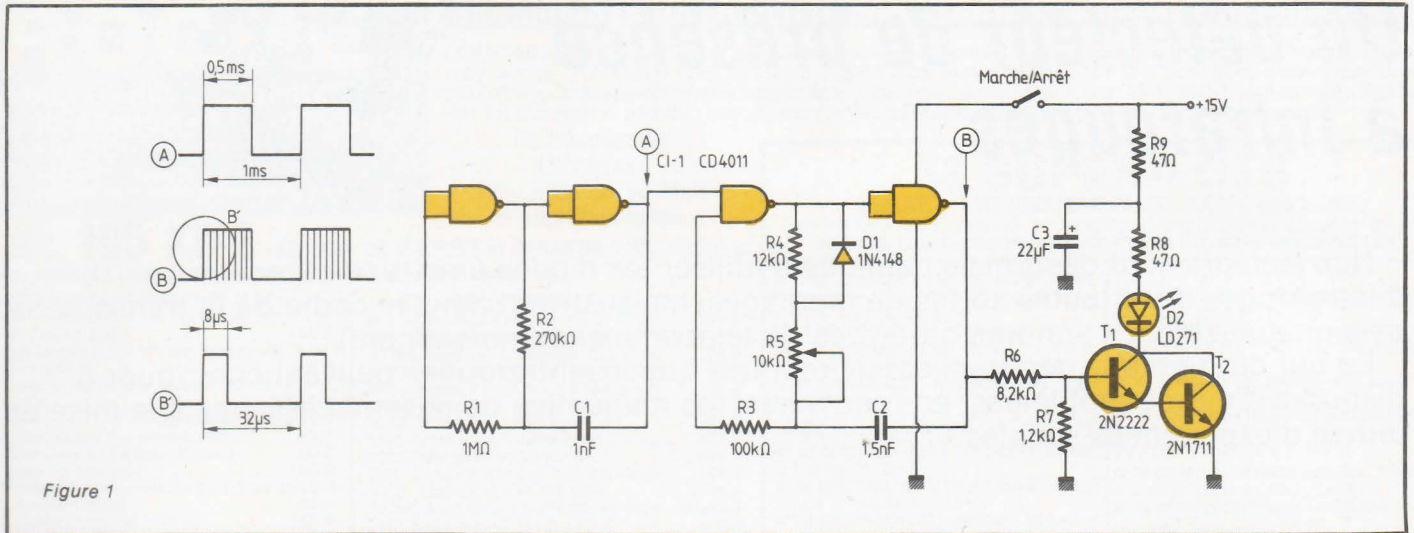 0,5ms
A
1ms
B'
B
8µs
B'
32µs
A
CI-1 CD4011
R2
270kΩ
R1
1MΩ
C1
1nF
R4
12kΩ
D1
1N4148
R5
10kΩ
R3
100kΩ
C2
1,5nF
B
Marche/Arrêt
+15V
R9
47Ω
C3
22µF
+
R8
47Ω
D2
LD271
T1
T2
R6
8,2kΩ
R7
1,2kΩ
2N2222
2N1711
Figure 1